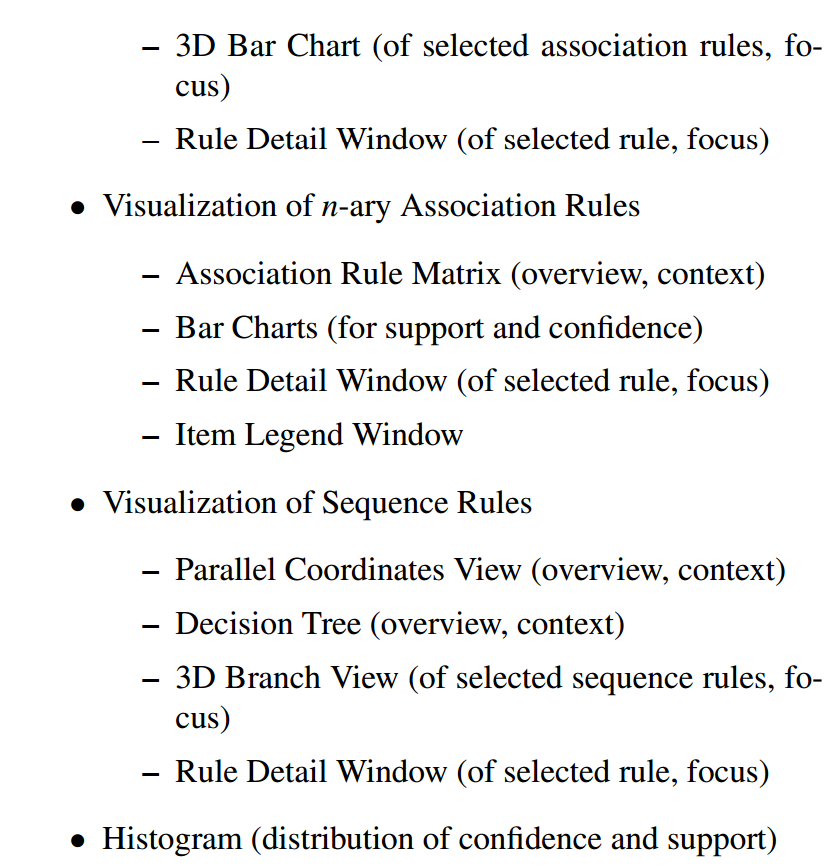 – 3D Bar Chart (of selected association rules, fo-
cus)
– Rule Detail Window (of selected rule, focus)
• Visualization of n-ary Association Rules
– Association Rule Matrix (overview, context)
– Bar Charts (for support and confidence)
– Rule Detail Window (of selected rule, focus)
– Item Legend Window
• Visualization of Sequence Rules
– Parallel Coordinates View (overview, context)
– Decision Tree (overview, context)
– 3D Branch View (of selected sequence rules, fo-
cus)
– Rule Detail Window (of selected rule, focus)
• Histogram (distribution of confidence and support)